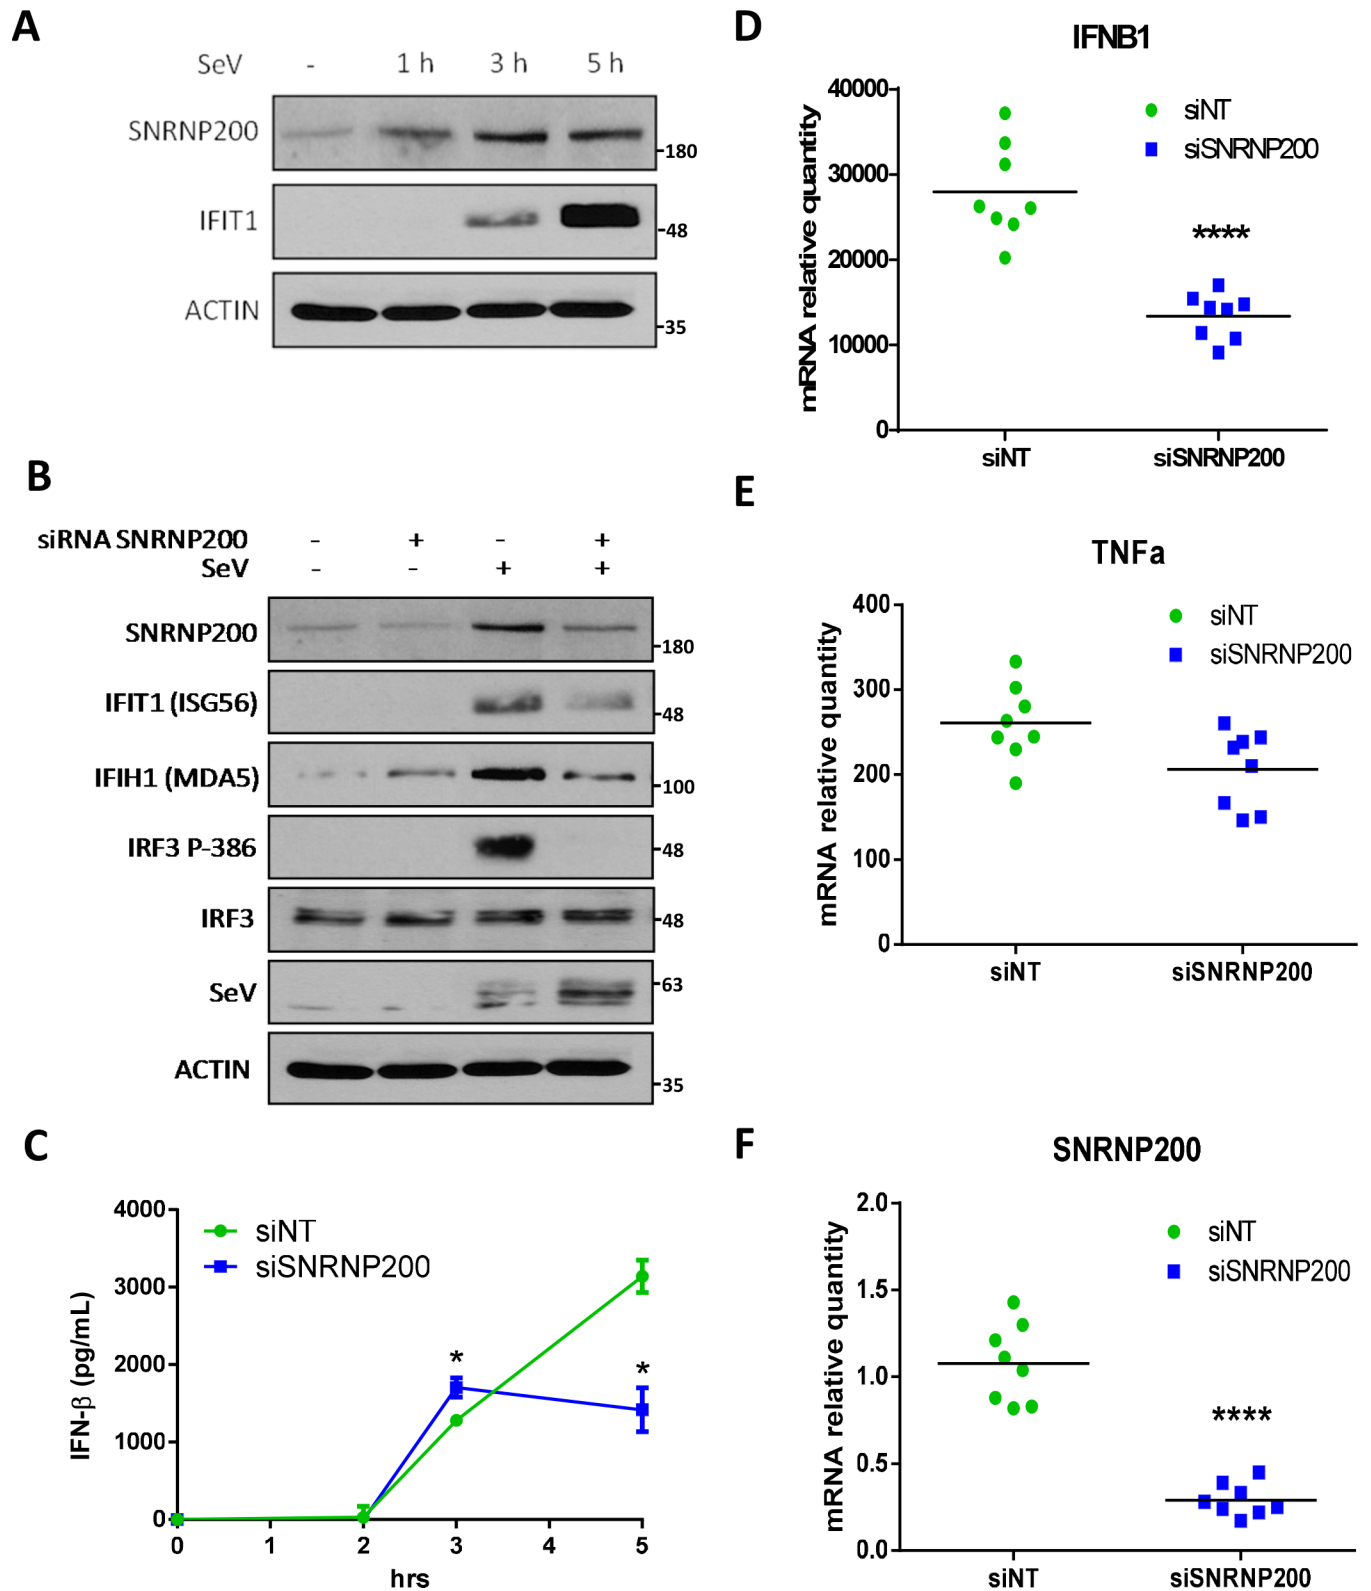 A
SeV - 1 h 3 h 5 h
SNRNP200
-180
IFIT1
-48
ACTIN
-35
B
siRNA SNRNP200 - + - +
SeV - - + +
SNRNP200
-180
IFIT1 (ISG56)
-48
IFIH1 (MDA5)
-100
IRF3 P-386
-48
IRF3
-48
SeV
-63
ACTIN
-35
C
4000
3000
2000
1000
0
IFN-β (pg/mL)
siNT
siSNRNP200
*
*
0 1 2 3 4 5
hrs
D
IFNB1
40000
30000
20000
10000
0
mRNA relative quantity
siNT
siSNRNP200
****
siNT siSNRNP200
E
TNFa
400
300
200
100
0
mRNA relative quantity
siNT
siSNRNP200
siNT siSNRNP200
F
SNRNP200
2.0
1.5
1.0
0.5
0.0
mRNA relative quantity
siNT
siSNRNP200
****
siNT siSNRNP200